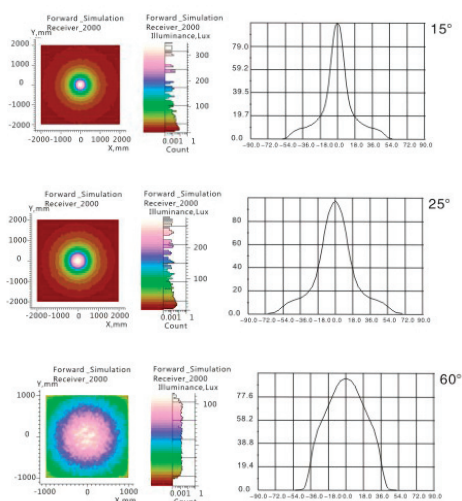 Forward _Simulation
Receiver_2000
Y,mm
2000
1000
0
-1000
-2000
-2000 -1000 0 1000 2000
X,mm
Forward _Simulation
Receiver_2000
Illuminance,Lux
300
200
100
0.001 1
Count
15°
79.0
59.2
39.5
19.7
0.0
-90.0 -72.0 -54.0 -36.0 -18.0 0.0 18.0 36.0 54.0 72.0 90.0
Forward _Simulation
Receiver_2000
Y,mm
2000
1000
0
-1000
-2000
-2000 -1000 0 1000 2000
X,mm
Forward _Simulation
Receiver_2000
Illuminance,Lux
200
100
0.001 1
Count
25°
80
60
40
20
0.0
-90.0 -72.0 -54.0 -36.0 -18.0 0.0 18.0 36.0 54.0 72.0 90.0
Forward _Simulation
Receiver_2000
Y,mm
1000
0
-1000
-1000 0 1000
X,mm
Forward _Simulation
Receiver_2000
Illuminance,Lux
100
0.001 1
Count
60°
77.6
58.2
38.8
19.4
0.0
-90.0 -72.0 -54.0 -36.0 -18.0 0.0 18.0 36.0 54.0 72.0 90.0